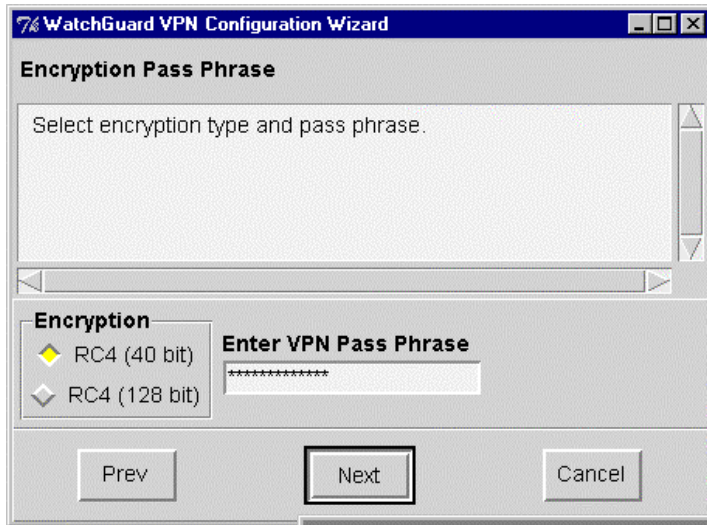 WatchGuard VPN Configuration Wizard
Encryption Pass Phrase
Select encryption type and pass phrase.
Encryption
RC4 (40 bit)
RC4 (128 bit)
Enter VPN Pass Phrase
*************
Prev
Next
Cancel